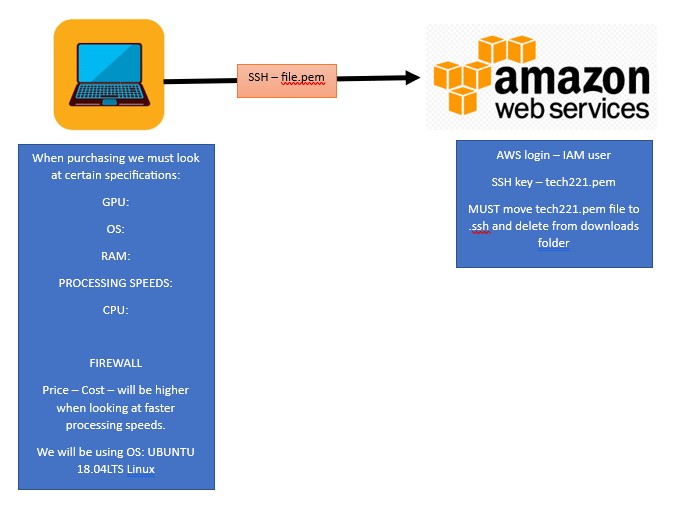 SSH – file.pem
amazon
web services
When purchasing we must look
at certain specifications:
GPU:
OS:
RAM:
PROCESSING SPEEDS:
CPU:
FIREWALL
Price – Cost – will be higher
when looking at faster
processing speeds.
We will be using OS: UBUNTU
18.04LTS Linux
AWS login – IAM user
SSH key – tech221.pem
MUST move tech221.pem file to
.ssh and delete from downloads
folder